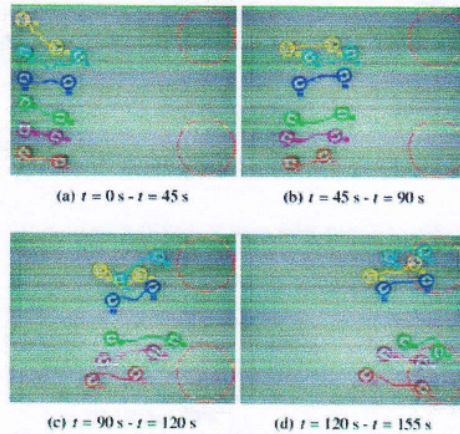 (a) t = 0 s - t = 45 s
(b) t = 45 s - t = 90 s
(c) t = 90 s - t = 120 s
(d) t = 120 s - t = 155 s